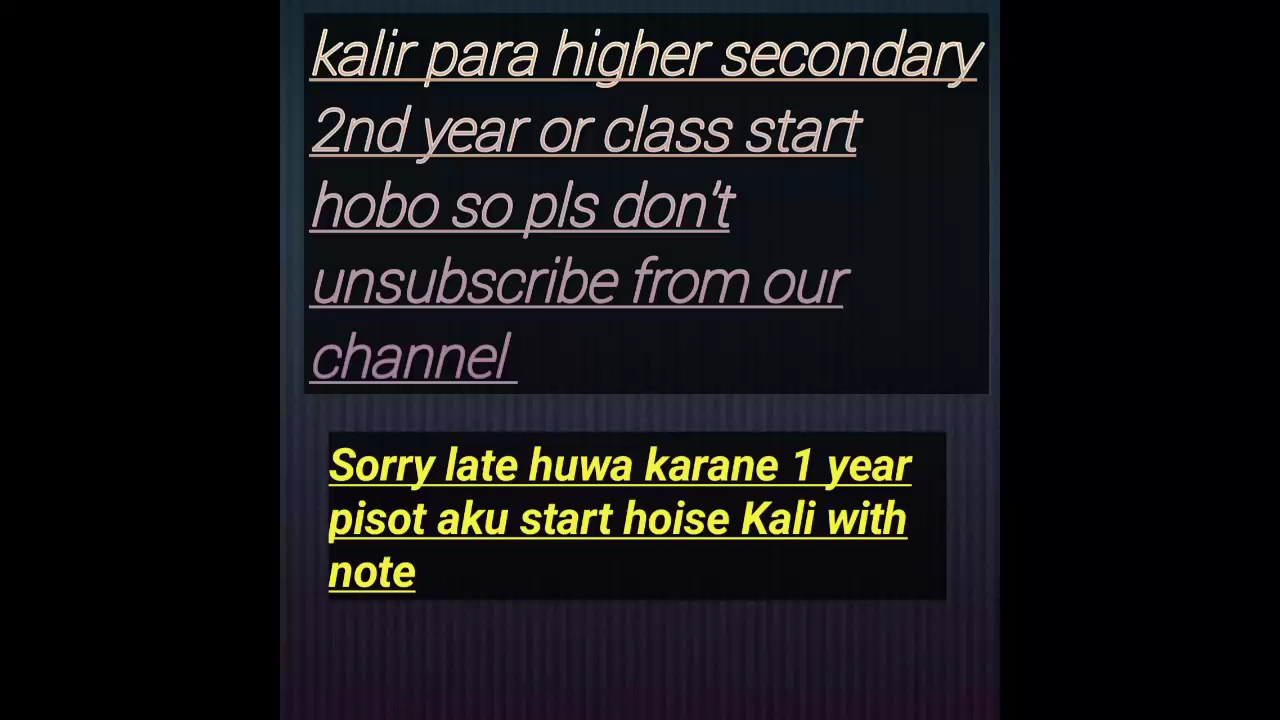 kalir para higher secondary
2nd year or class start
hobo so pls don't
unsubscribe from our
channel
Sorry late huwa karane 1 year
pisot aku start hoise Kali with
note